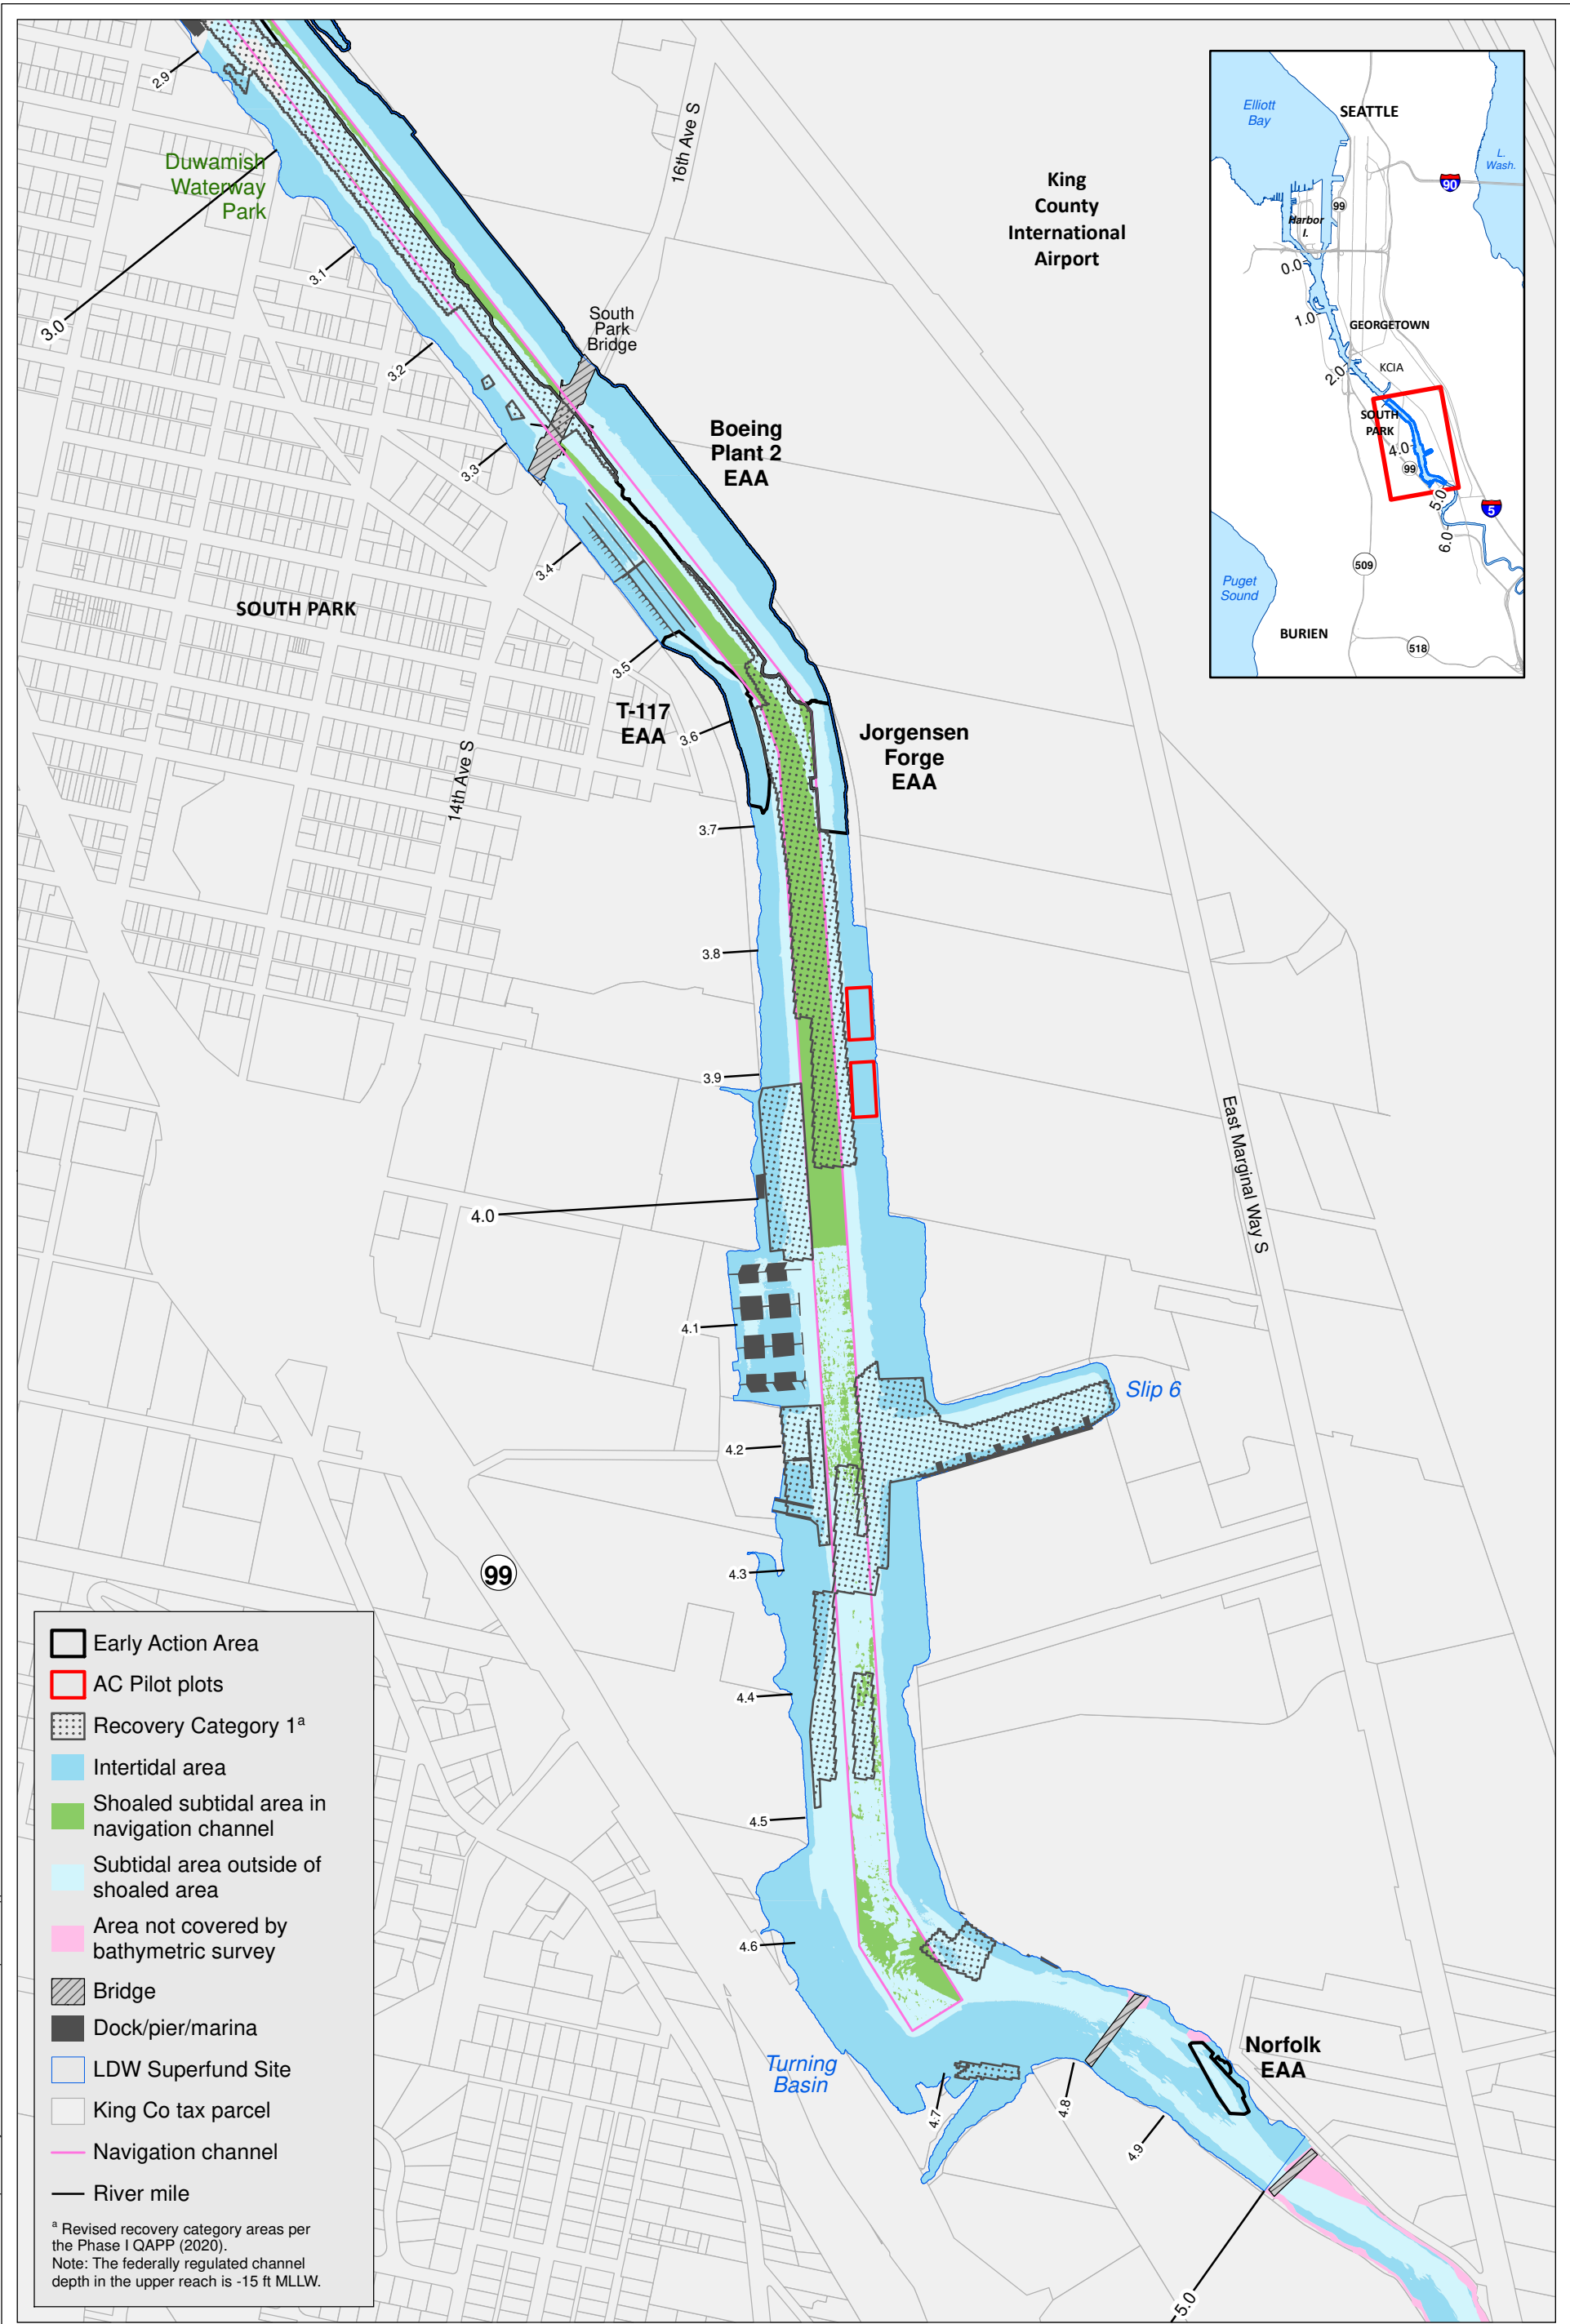 2.9
Duwamish
Waterway
Park
3.0
3.1
3.2
3.3
3.4
3.5
3.6
3.7
3.8
3.9
4.0
4.1
4.2
4.3
4.4
4.5
4.6
4.7
4.8
4.9
5.0
16th Ave S
South
Park
Bridge
King
County
International
Airport
Boeing
Plant 2
EAA
SOUTH PARK
T-117
EAA
14th Ave S
Jorgensen
Forge
EAA
East Marginal Way S
Slip 6
99
Turning
Basin
Norfolk
EAA
Elliott
Bay
SEATTLE
L.
Wash.
90
99
Harbor
I.
0.0
1.0
GEORGETOWN
2.0
KCIA
SOUTH
PARK
4.0
99
5.0
5
6.0
509
Puget
Sound
BURIEN
518
Early Action Area
AC Pilot plots
Recovery Category 1a
Intertidal area
Shoaled subtidal area in
navigation channel
Subtidal area outside of
shoaled area
Area not covered by
bathymetric survey
Bridge
Dock/pier/marina
LDW Superfund Site
King Co tax parcel
Navigation channel
River mile
a Revised recovery category areas per
the Phase I QAPP (2020).
Note: The federally regulated channel
depth in the upper reach is -15 ft MLLW.